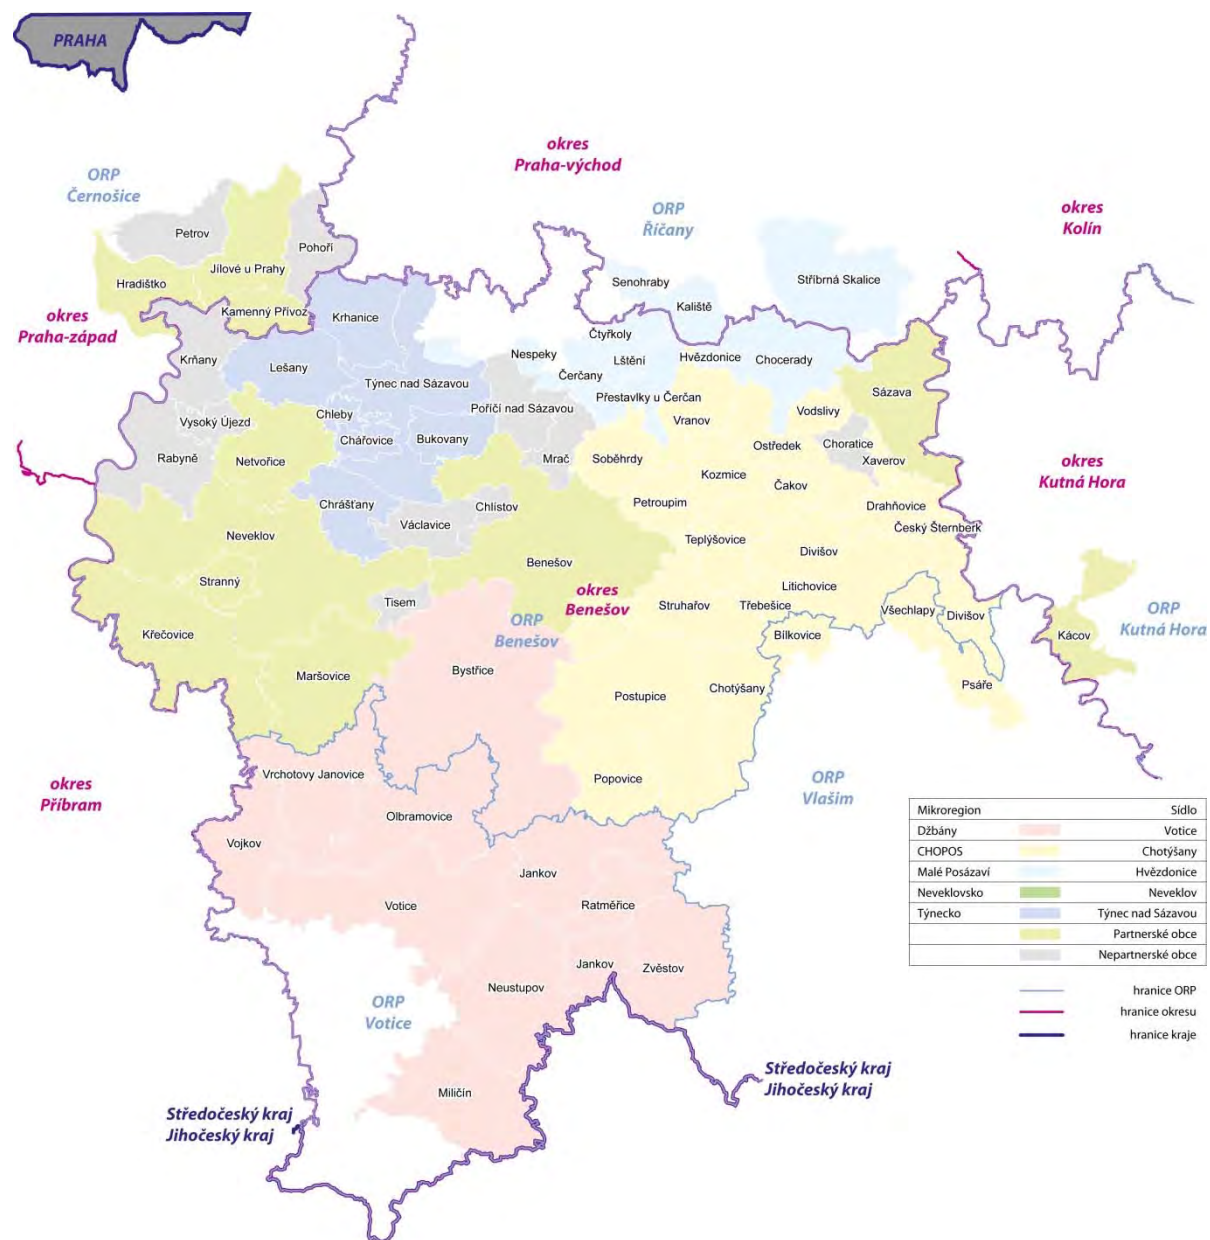 PRAHA
okres
Praha-východ
ORP
Černošice
ORP
Říčany
okres
Kolín
Petrov
Pohoří
Jílové u Prahy
Hradištko
Senohraby
Stříbrná Skalice
Kaliště
Kamenný Přívoz
Krhanice
okres
Praha-západ
Čtyřkoly
Krňany
Nespeky
Lštění
Hvězdonice
Chocerady
Lešany
Čerčany
Týnec nad Sázavou
Sázava
Přestavlky u Čerčan
Vysoký Újezd
Chleby
Poříčí nad Sázavou
Vranov
Vodslivy
Chářovice
Bukovany
Ostředek
Choratice
Rabyně
Netvořice
Mrač
Soběhrdy
Xaverov
Kozmice
Čakov
okres
Kutná Hora
Chrášťany
Chlístov
Petroupim
Drahňovice
Václavice
Český Šternberk
Neveklov
Teplýšovice
Divišov
Benešov
Stranný
Litichovice
okres
Benešov
Tisem
Struhařov
Třebešice
Všechlapy
Divišov
ORP
Kutná Hora
ORP
Benešov
Křečovice
Bílkovice
Kácov
Maršovice
Bystřice
Psáře
Postupice
Chotýšany
okres
Příbram
Vrchotovy Janovice
Popovice
ORP
Vlašim
Olbramovice
Vojkov
Jankov
Votice
Ratměřice
Jankov
Zvěstov
Neustupov
ORP
Votice
Miličín
Středočeský kraj
Jihočeský kraj
Středočeský kraj
Jihočeský kraj
Mikroregion Sídlo
Džbány Votice
CHOPOS Chotýšany
Malé Posázaví Hvězdonice
Neveklovsko Neveklov
Týnecko Týnec nad Sázavou
Partnerské obce
Nepartnerské obce
hranice ORP
hranice okresu
hranice kraje